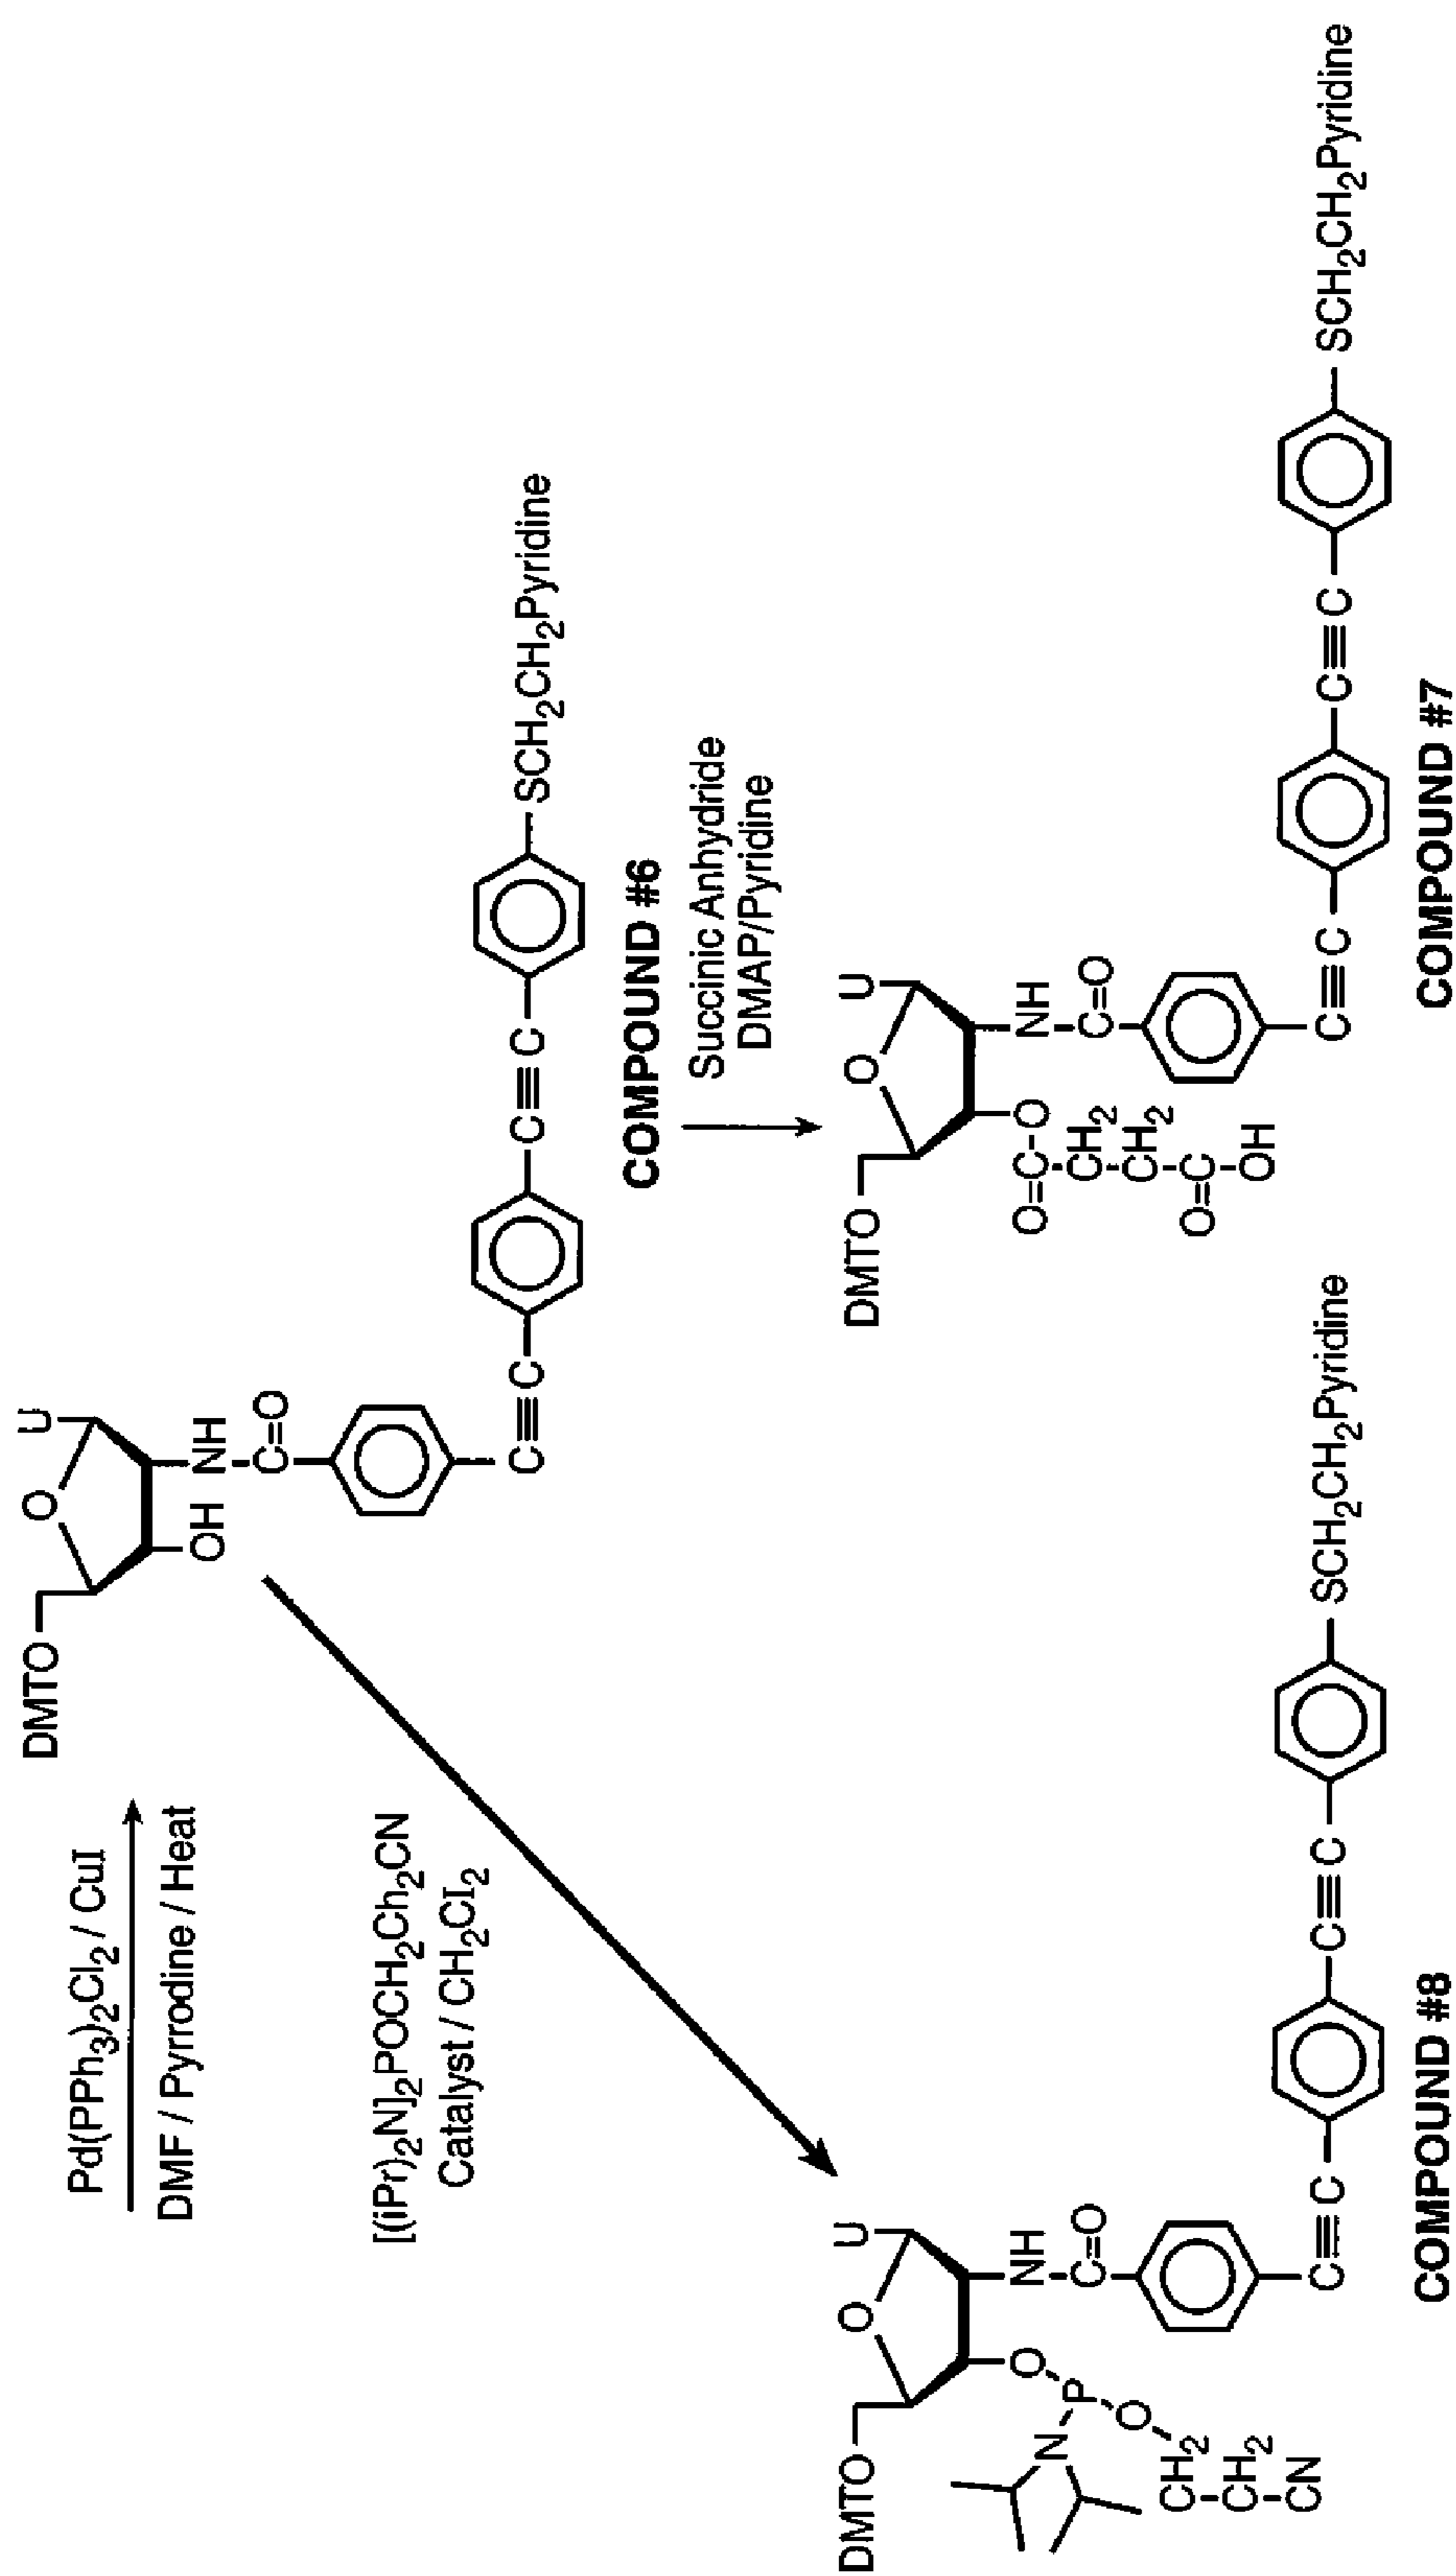 Pd(PPh3)2Cl2 / CuI
DMF / Pyrrodine / Heat
DMTO
O
U
OH
NH
C=O
C≡C
C≡C
SCH2CH2Pyridine
COMPOUND #6
[(iPr)2N]2POCH2Ch2CN
Catalyst / CH2Cl2
Succinic Anhydride
DMAP/Pyridine
DMTO
O
U
O
NH
P
C=O
N
O
CH2
CH2
CN
C≡C
C≡C
SCH2CH2Pyridine
COMPOUND #8
DMTO
O
U
O
NH
O=C
C=O
CH2
CH2
O=C
OH
C≡C
C≡C
SCH2CH2Pyridine
COMPOUND #7